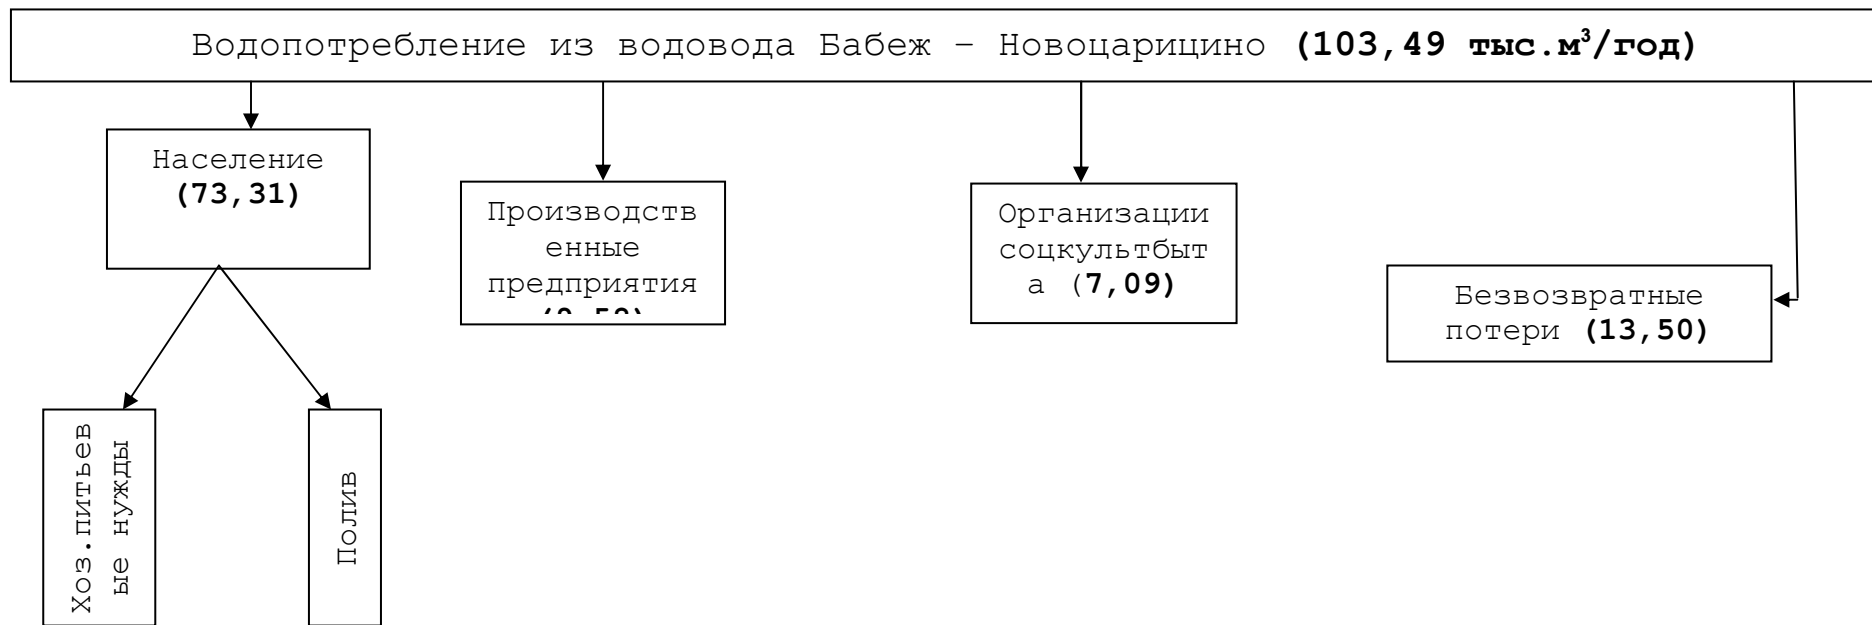 Водопотребление из водовода Бабеж – Новоцарицино (103,49 тыс.м³/год)
Население
(73,31)
Производств
енные
предприятия
Организации
соцкультбыт
а (7,09)
Безвозвратные
потери (13,50)
Хоз.питьев
ые нужды
Полив